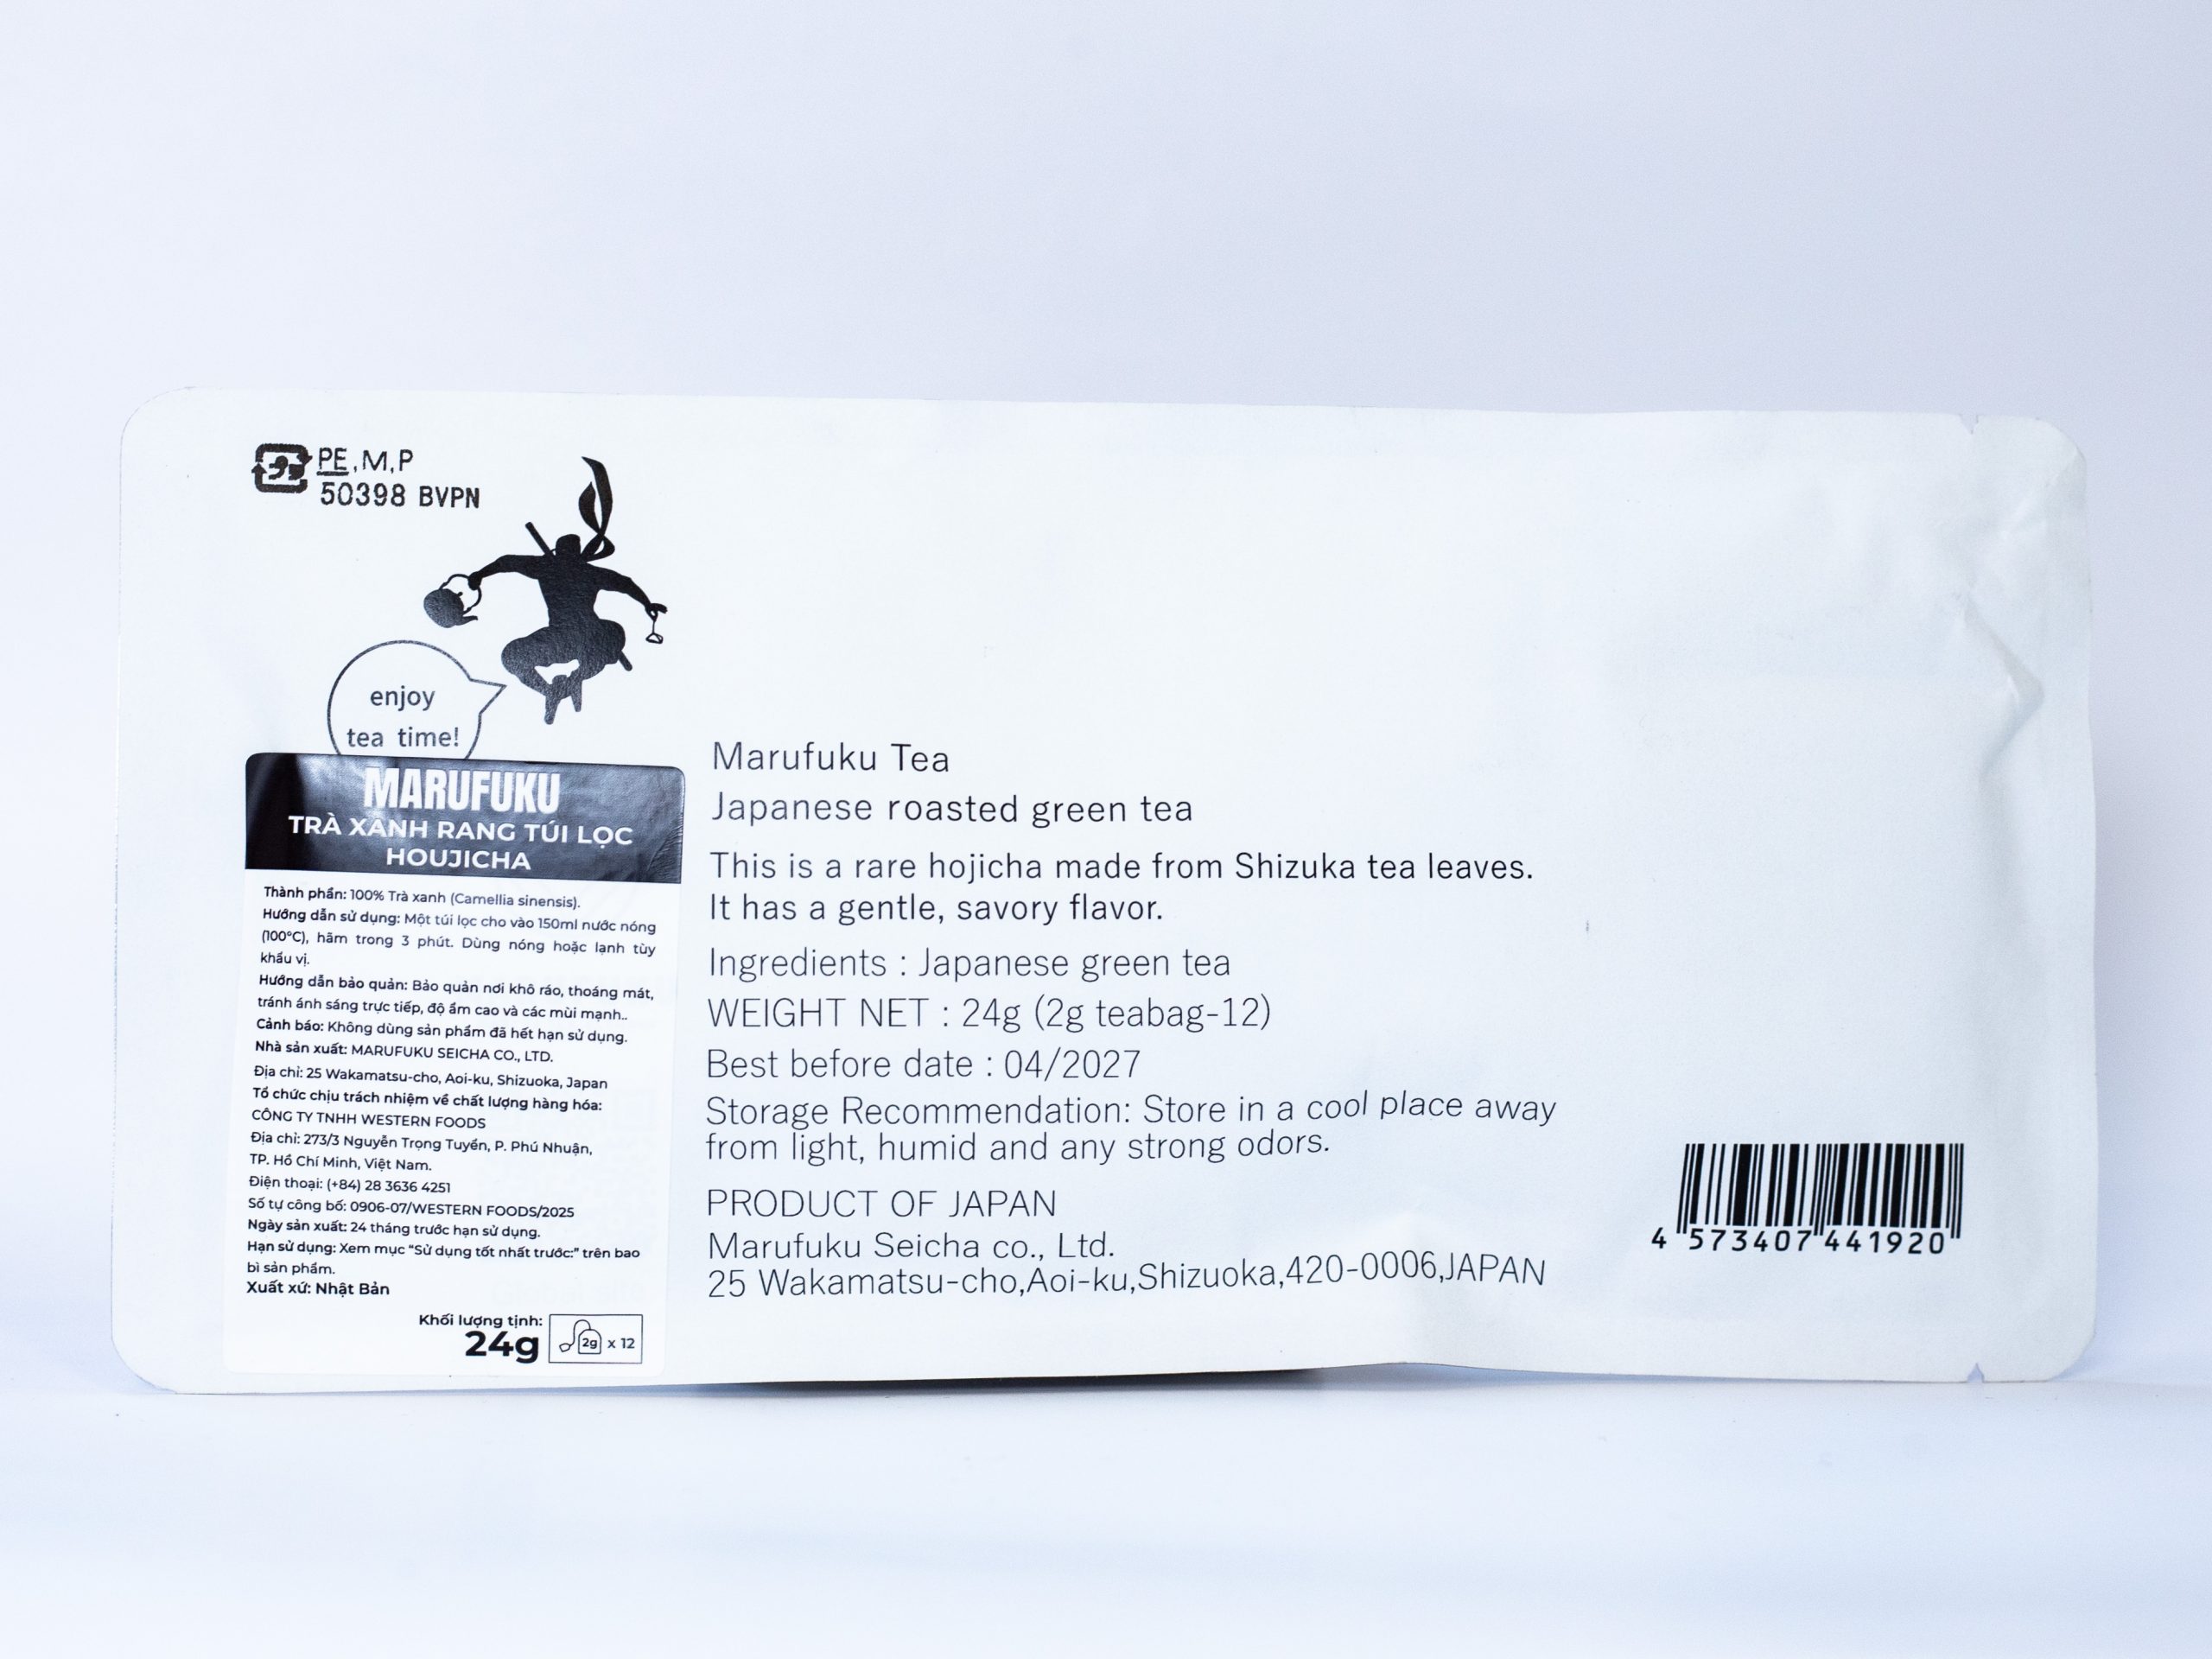 PE,M,P
50398 BVPN
enjoy
tea time!
MARUFUKU
TRÀ XANH RANG TÚI LỌC
HOUJICHA
Thành phần: 100% Trà xanh (Camellia sinensis).
Hướng dẫn sử dụng: Một túi lọc cho vào 150ml nước nóng
(100°C), hãm trong 3 phút. Dùng nóng hoặc lạnh tùy
khẩu vị.
Hướng dẫn bảo quản: Bảo quản nơi khô ráo, thoáng mát,
tránh ánh sáng trực tiếp, độ ẩm cao và các mùi mạnh..
Cảnh báo: Không dùng sản phẩm đã hết hạn sử dụng.
Nhà sản xuất: MARUFUKU SEICHA CO., LTD.
Địa chỉ: 25 Wakamatsu-cho, Aoi-ku, Shizuoka, Japan
Tổ chức chịu trách nhiệm về chất lượng hàng hóa:
CÔNG TY TNHH WESTERN FOODS
Địa chỉ: 273/3 Nguyễn Trọng Tuyển, P. Phú Nhuận,
TP. Hồ Chí Minh, Việt Nam.
Điện thoại: (+84) 28 3636 4251
Số tự công bố: 0906-07/WESTERN FOODS/2025
Ngày sản xuất: 24 tháng trước hạn sử dụng.
Hạn sử dụng: Xem mục "Sử dụng tốt nhất trước:" trên bao
bì sản phẩm.
Xuất xứ: Nhật Bản
Khối lượng tịnh:
24g
2g x 12
Marufuku Tea
Japanese roasted green tea
This is a rare hojicha made from Shizuka tea leaves.
It has a gentle, savory flavor.
Ingredients : Japanese green tea
WEIGHT NET : 24g (2g teabag-12)
Best before date : 04/2027
Storage Recommendation: Store in a cool place away
from light, humid and any strong odors.
PRODUCT OF JAPAN
Marufuku Seicha co., Ltd.
25 Wakamatsu-cho,Aoi-ku,Shizuoka,420-0006,JAPAN
4 573407 441920